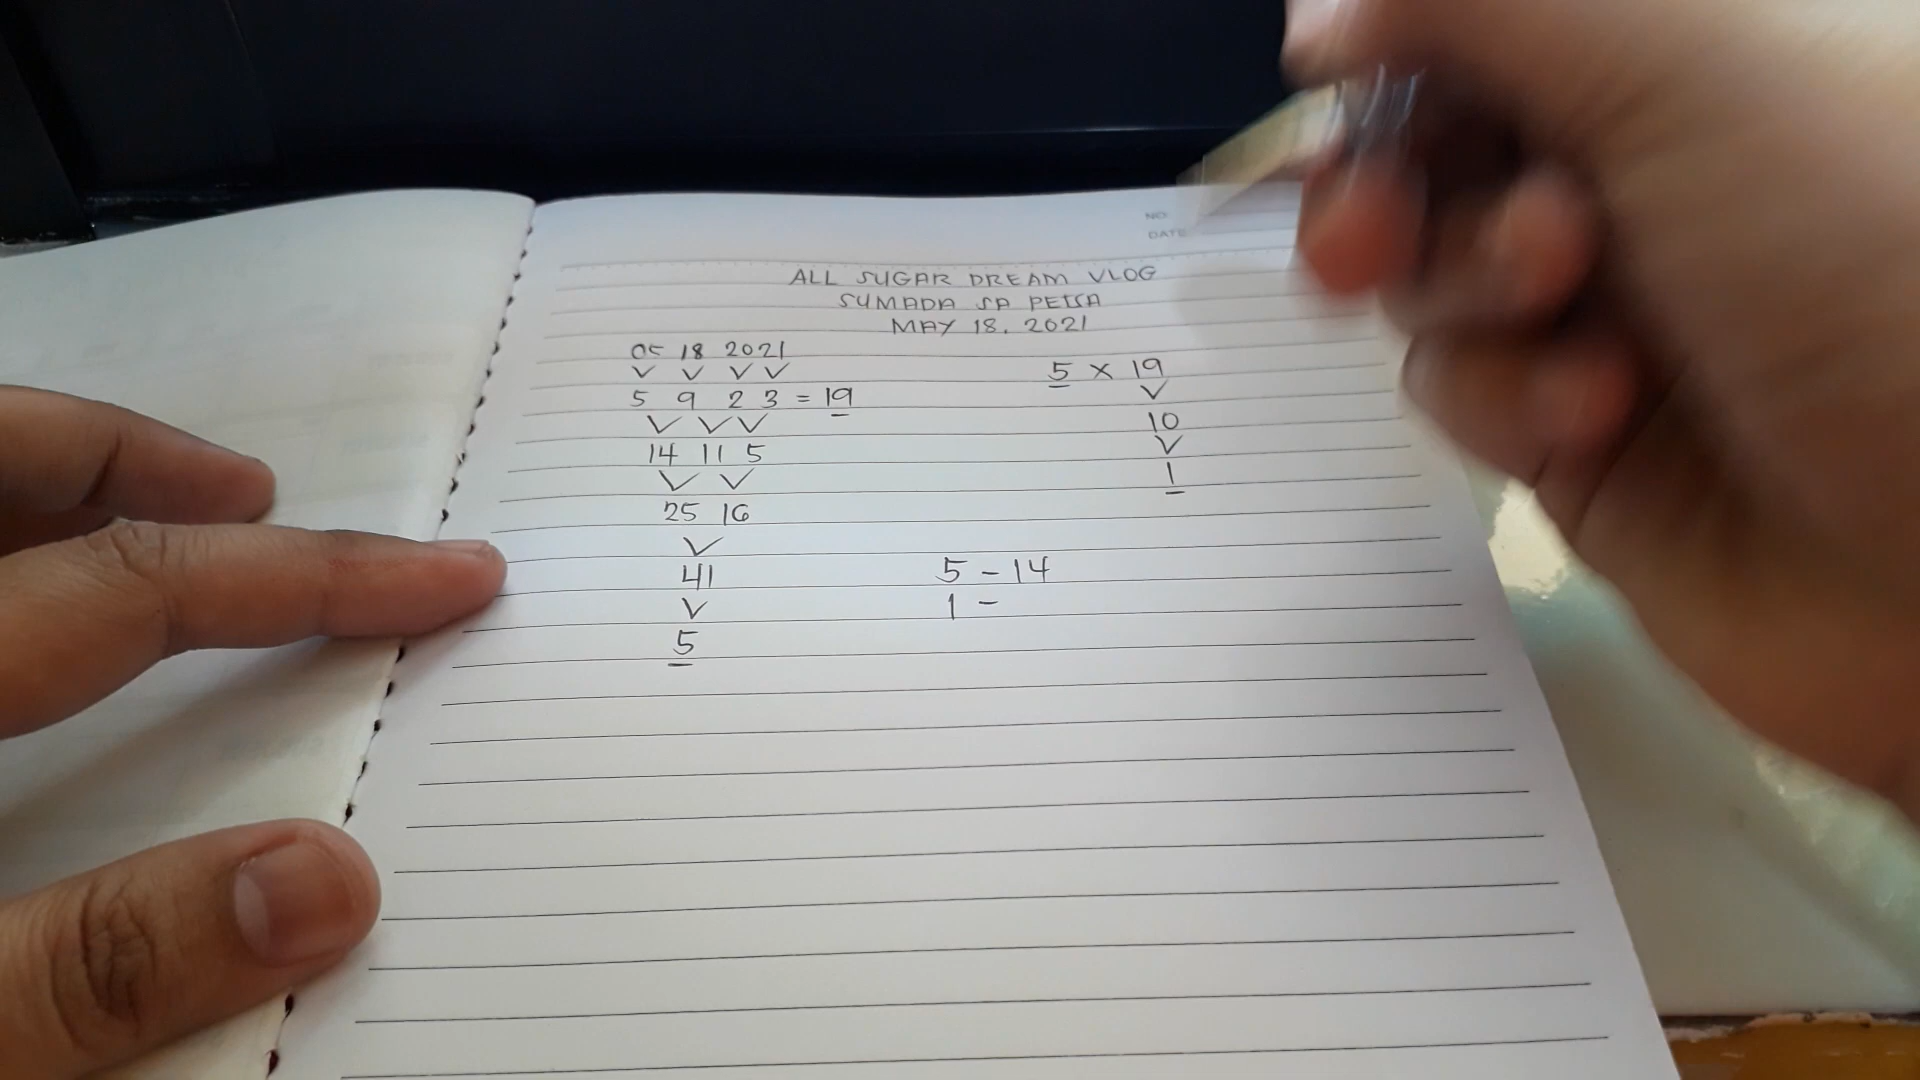 NO
DATE
ALL SUGAR DREAM VLOG
SUMADA SA PETSA
MAY 18, 2021
05 18 2021
5 9 2 3 = 19
14 11 5
25 16
41
5
5 x 19
10
1
5 - 14
1 -